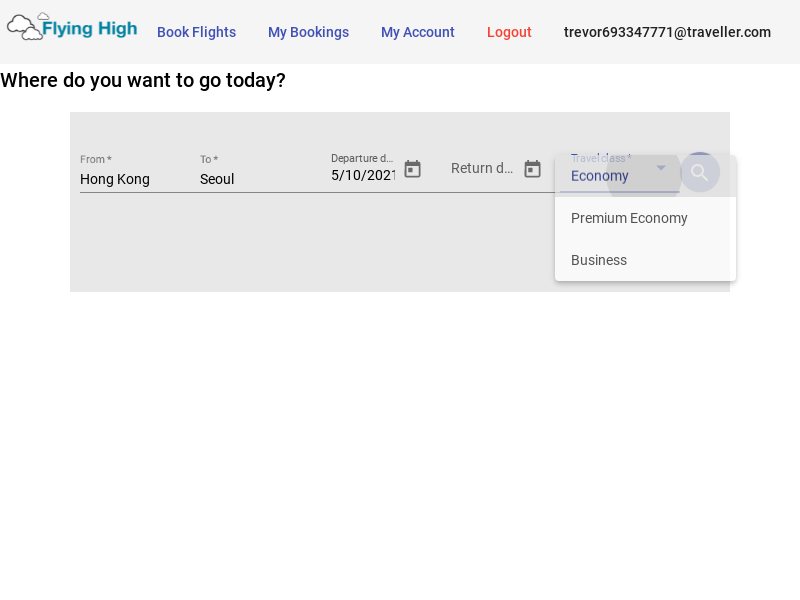 Flying High
Book Flights
My Bookings
My Account
Logout
trevor693347771@traveller.com
Where do you want to go today?
From *
Hong Kong
To *
Seoul
Departure d...
5/10/2021
Return d...
Travel class *
Economy
Premium Economy
Business